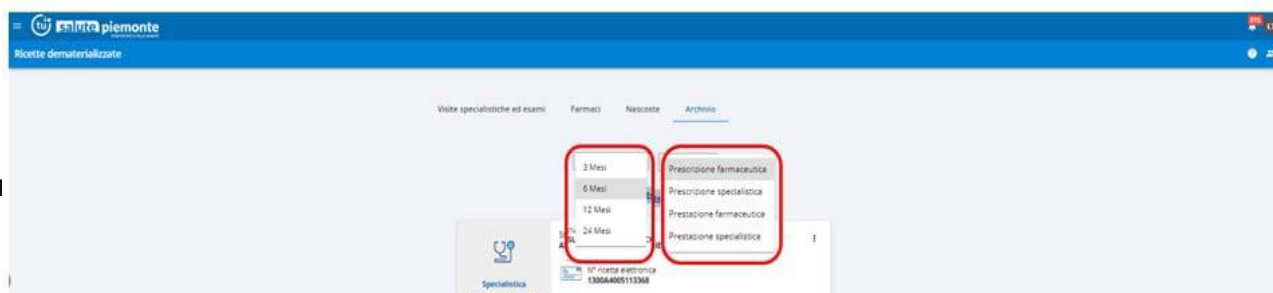 tu salute piemonte
Ricette dematerializzate
Visite specialistiche ed esami Farmaci Nascoste Archivio
3 Mesi
6 Mesi
12 Mesi
24 Mesi
Prescrizione farmaceutica
Prescrizione specialistica
Prestazione farmaceutica
Prestazione specialistica
Specialistica
N° ricetta elettronica
1300A4005113368